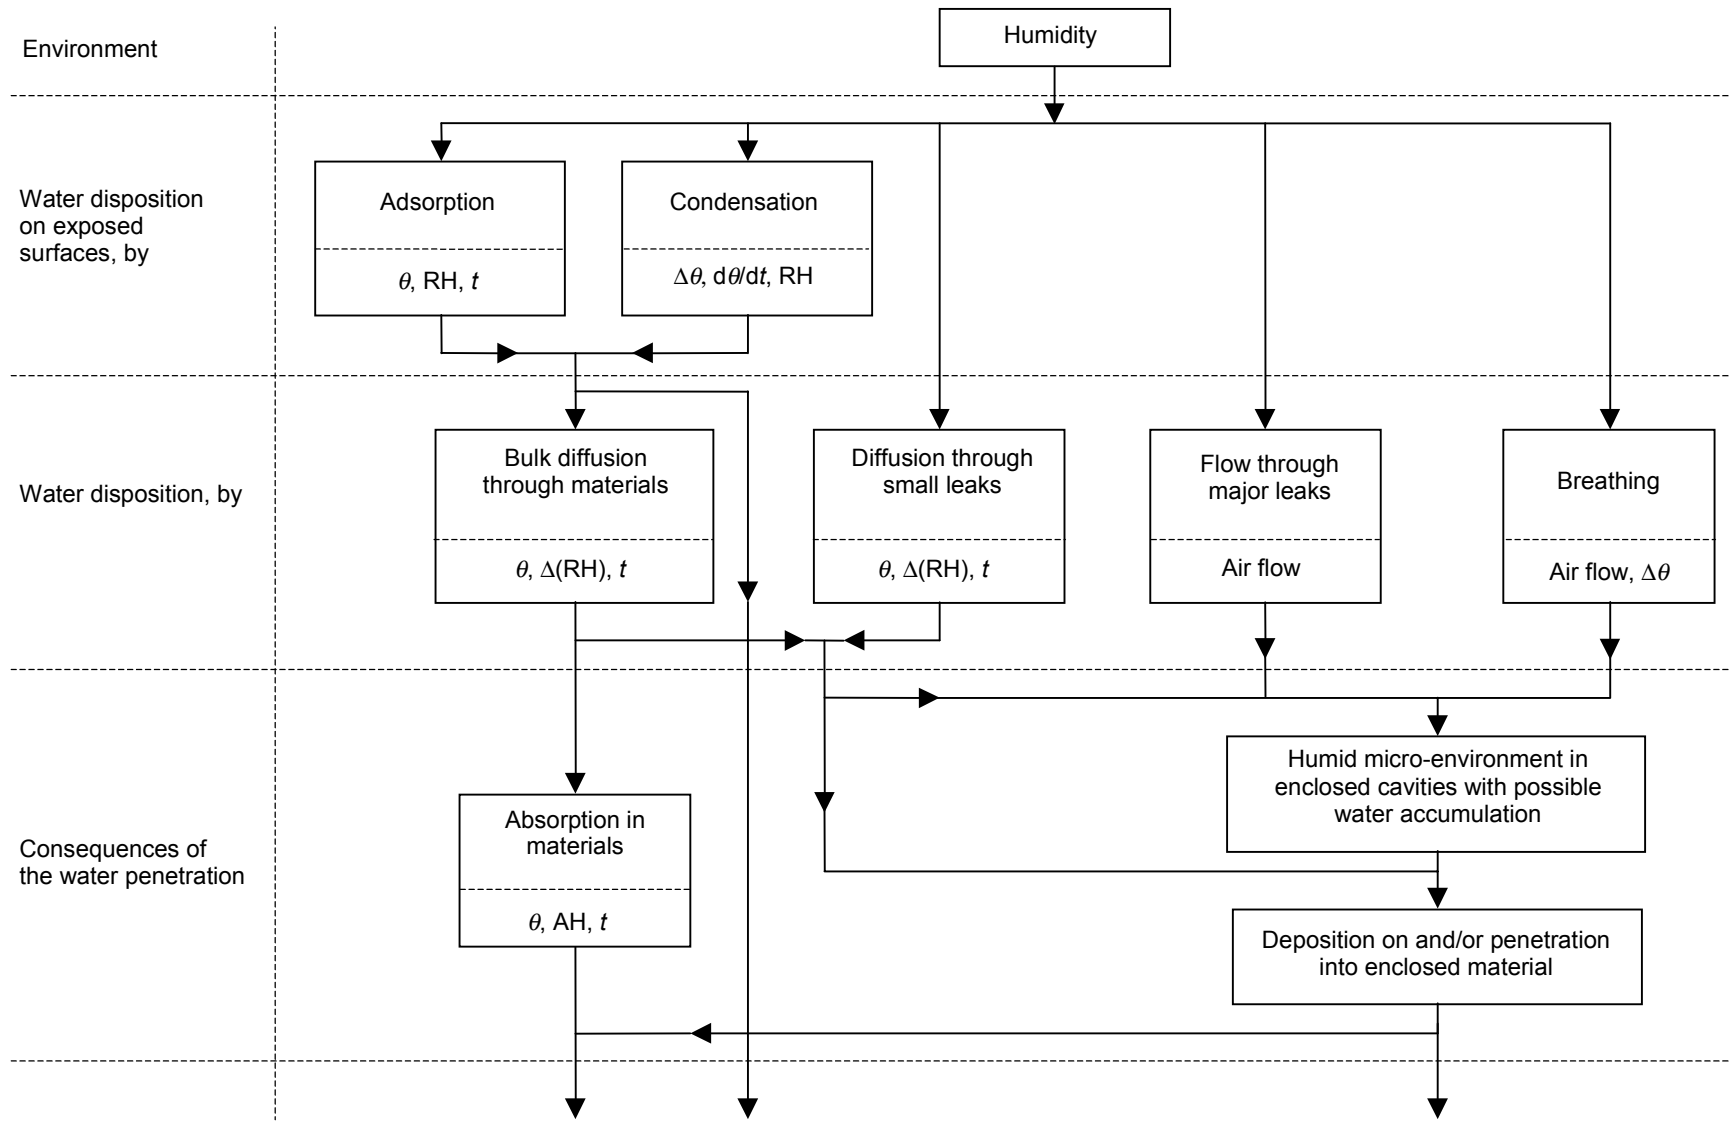 Environment
Humidity
Water disposition
on exposed
surfaces, by
Adsorption
θ, RH, t
Condensation
Δθ, dθ/dt, RH
Water disposition, by
Bulk diffusion
through materials
θ, Δ(RH), t
Diffusion through
small leaks
θ, Δ(RH), t
Flow through
major leaks
Air flow
Breathing
Air flow, Δθ
Consequences of
the water penetration
Absorption in
materials
θ, AH, t
Humid micro-environment in
enclosed cavities with possible
water accumulation
Deposition on and/or penetration
into enclosed material